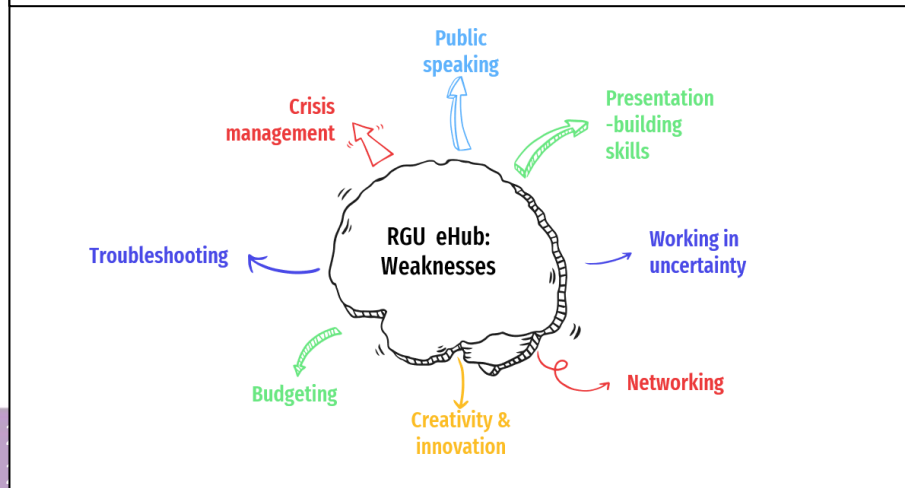 Public
speaking
Crisis
management
Presentation
-building
skills
RGU eHub:
Weaknesses
Troubleshooting
Working in
uncertainty
Budgeting
Networking
Creativity &
innovation